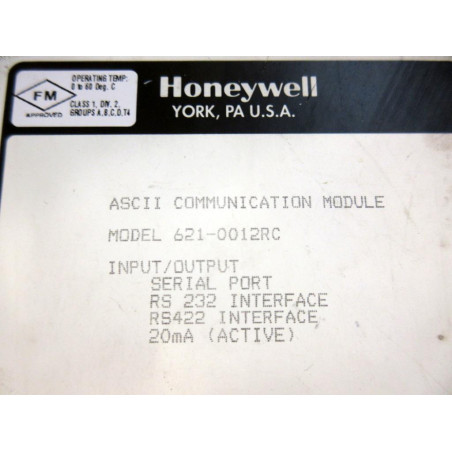 FM
APPROVED
OPERATING TEMP:
0 to 60 Deg. C
CLASS 1, DIV. 2,
GROUPS A,B,C,D,T4
Honeywell
YORK, PA U.S.A.
ASCII COMMUNICATION MODULE
MODEL 621-0012RC
INPUT/OUTPUT
SERIAL PORT
RS 232 INTERFACE
RS422 INTERFACE
20mA (ACTIVE)